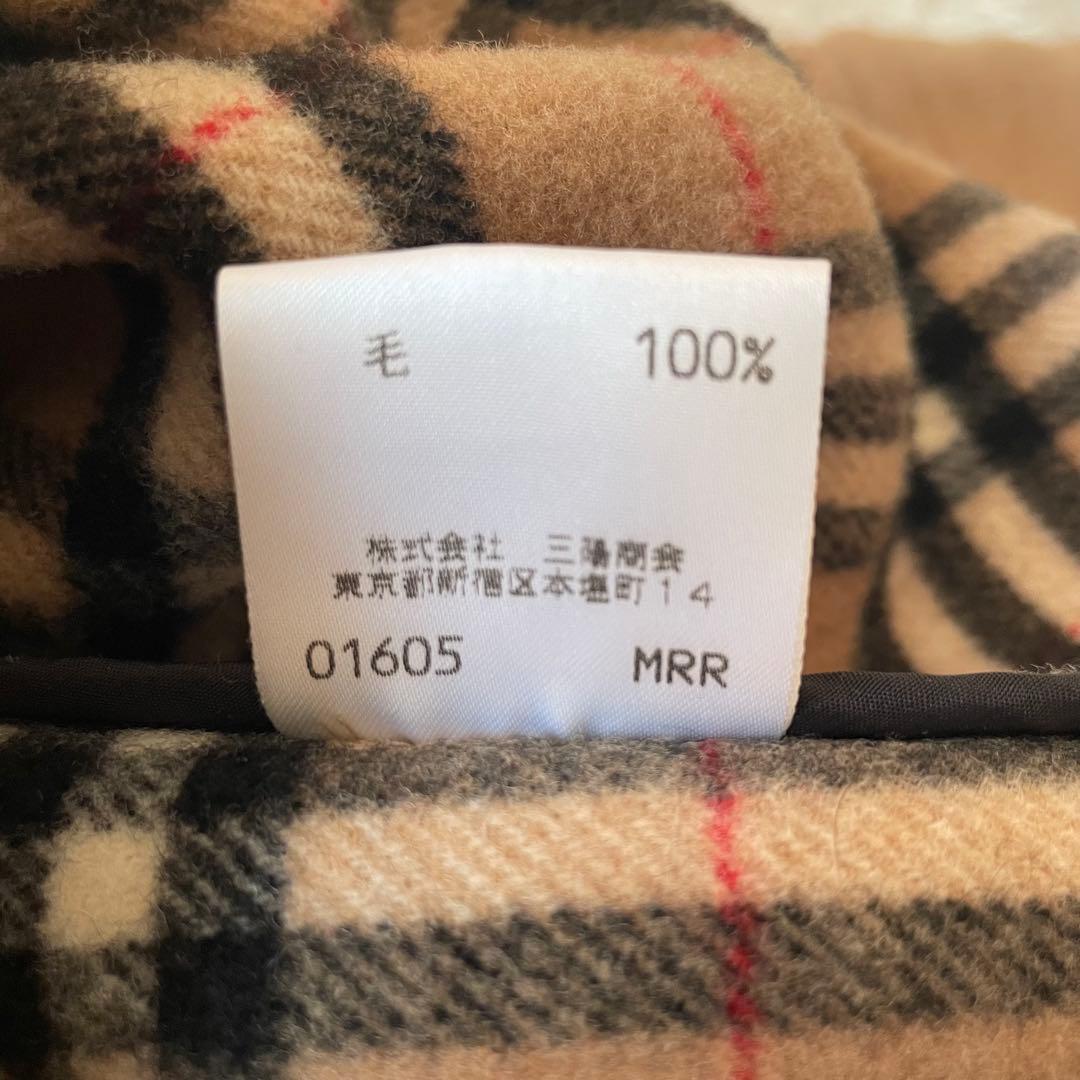 毛 100%
株式会社 三陽商会
東京都新宿区本塩町14
01605 MRR